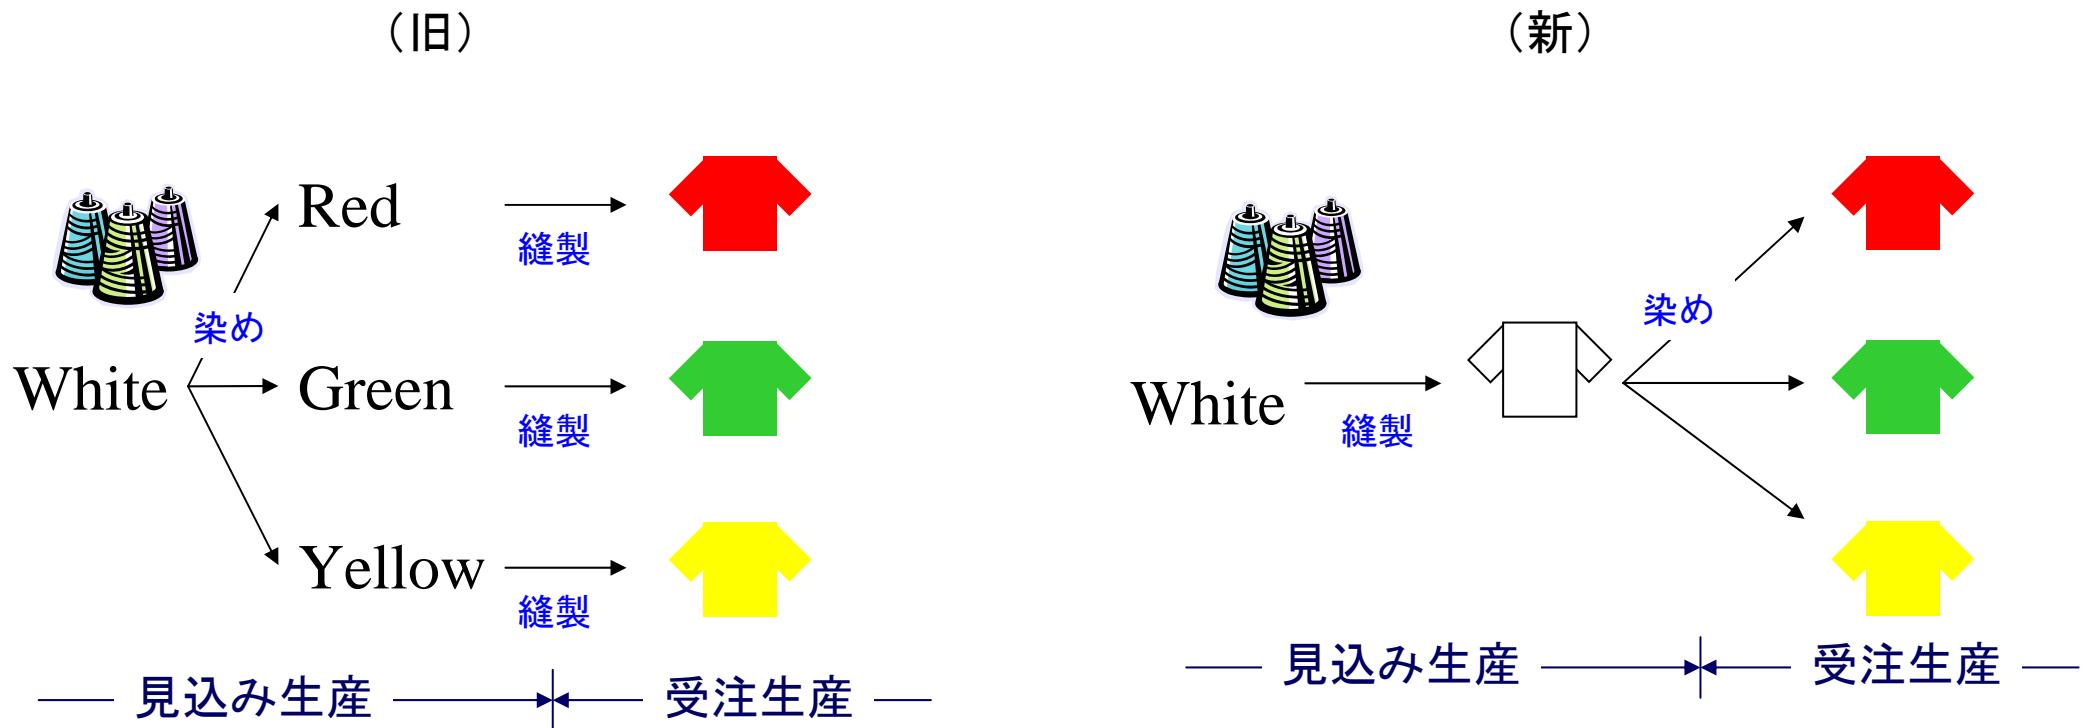 （旧）
Red
縫製
染め
White
Green
縫製
Yellow
縫製
見込み生産
受注生産
（新）
染め
White
縫製
見込み生産
受注生産